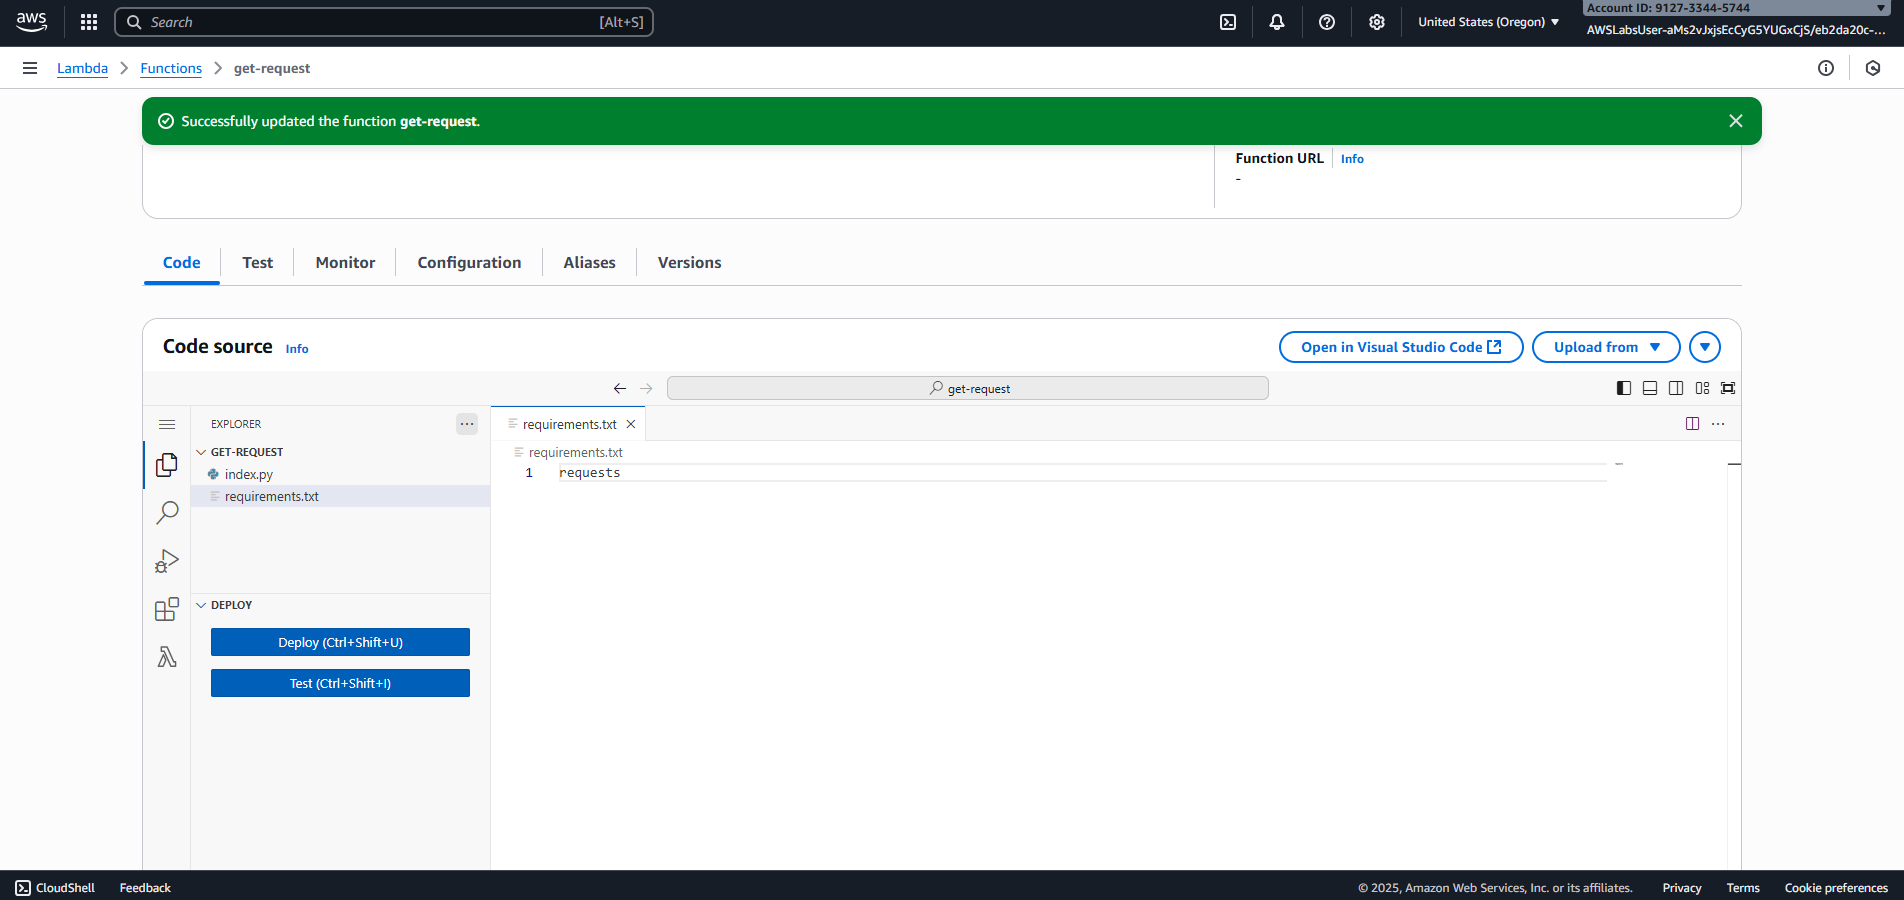 aws
Search
[Alt+S]
United States (Oregon)
Account ID: 9127-3344-5744
AWSLabsUser-aMs2vJxjsEcCyG5YUGxCjS/eb2da20c-...
Lambda
Functions
get-request
Successfully updated the function get-request.
Function URL
Info
-
Code
Test
Monitor
Configuration
Aliases
Versions
Code source
Info
Open in Visual Studio Code
Upload from
get-request
EXPLORER
requirements.txt
GET-REQUEST
index.py
requirements.txt
requirements.txt
1 requests
DEPLOY
Deploy (Ctrl+Shift+U)
Test (Ctrl+Shift+I)
CloudShell
Feedback
© 2025, Amazon Web Services, Inc. or its affiliates.
Privacy
Terms
Cookie preferences